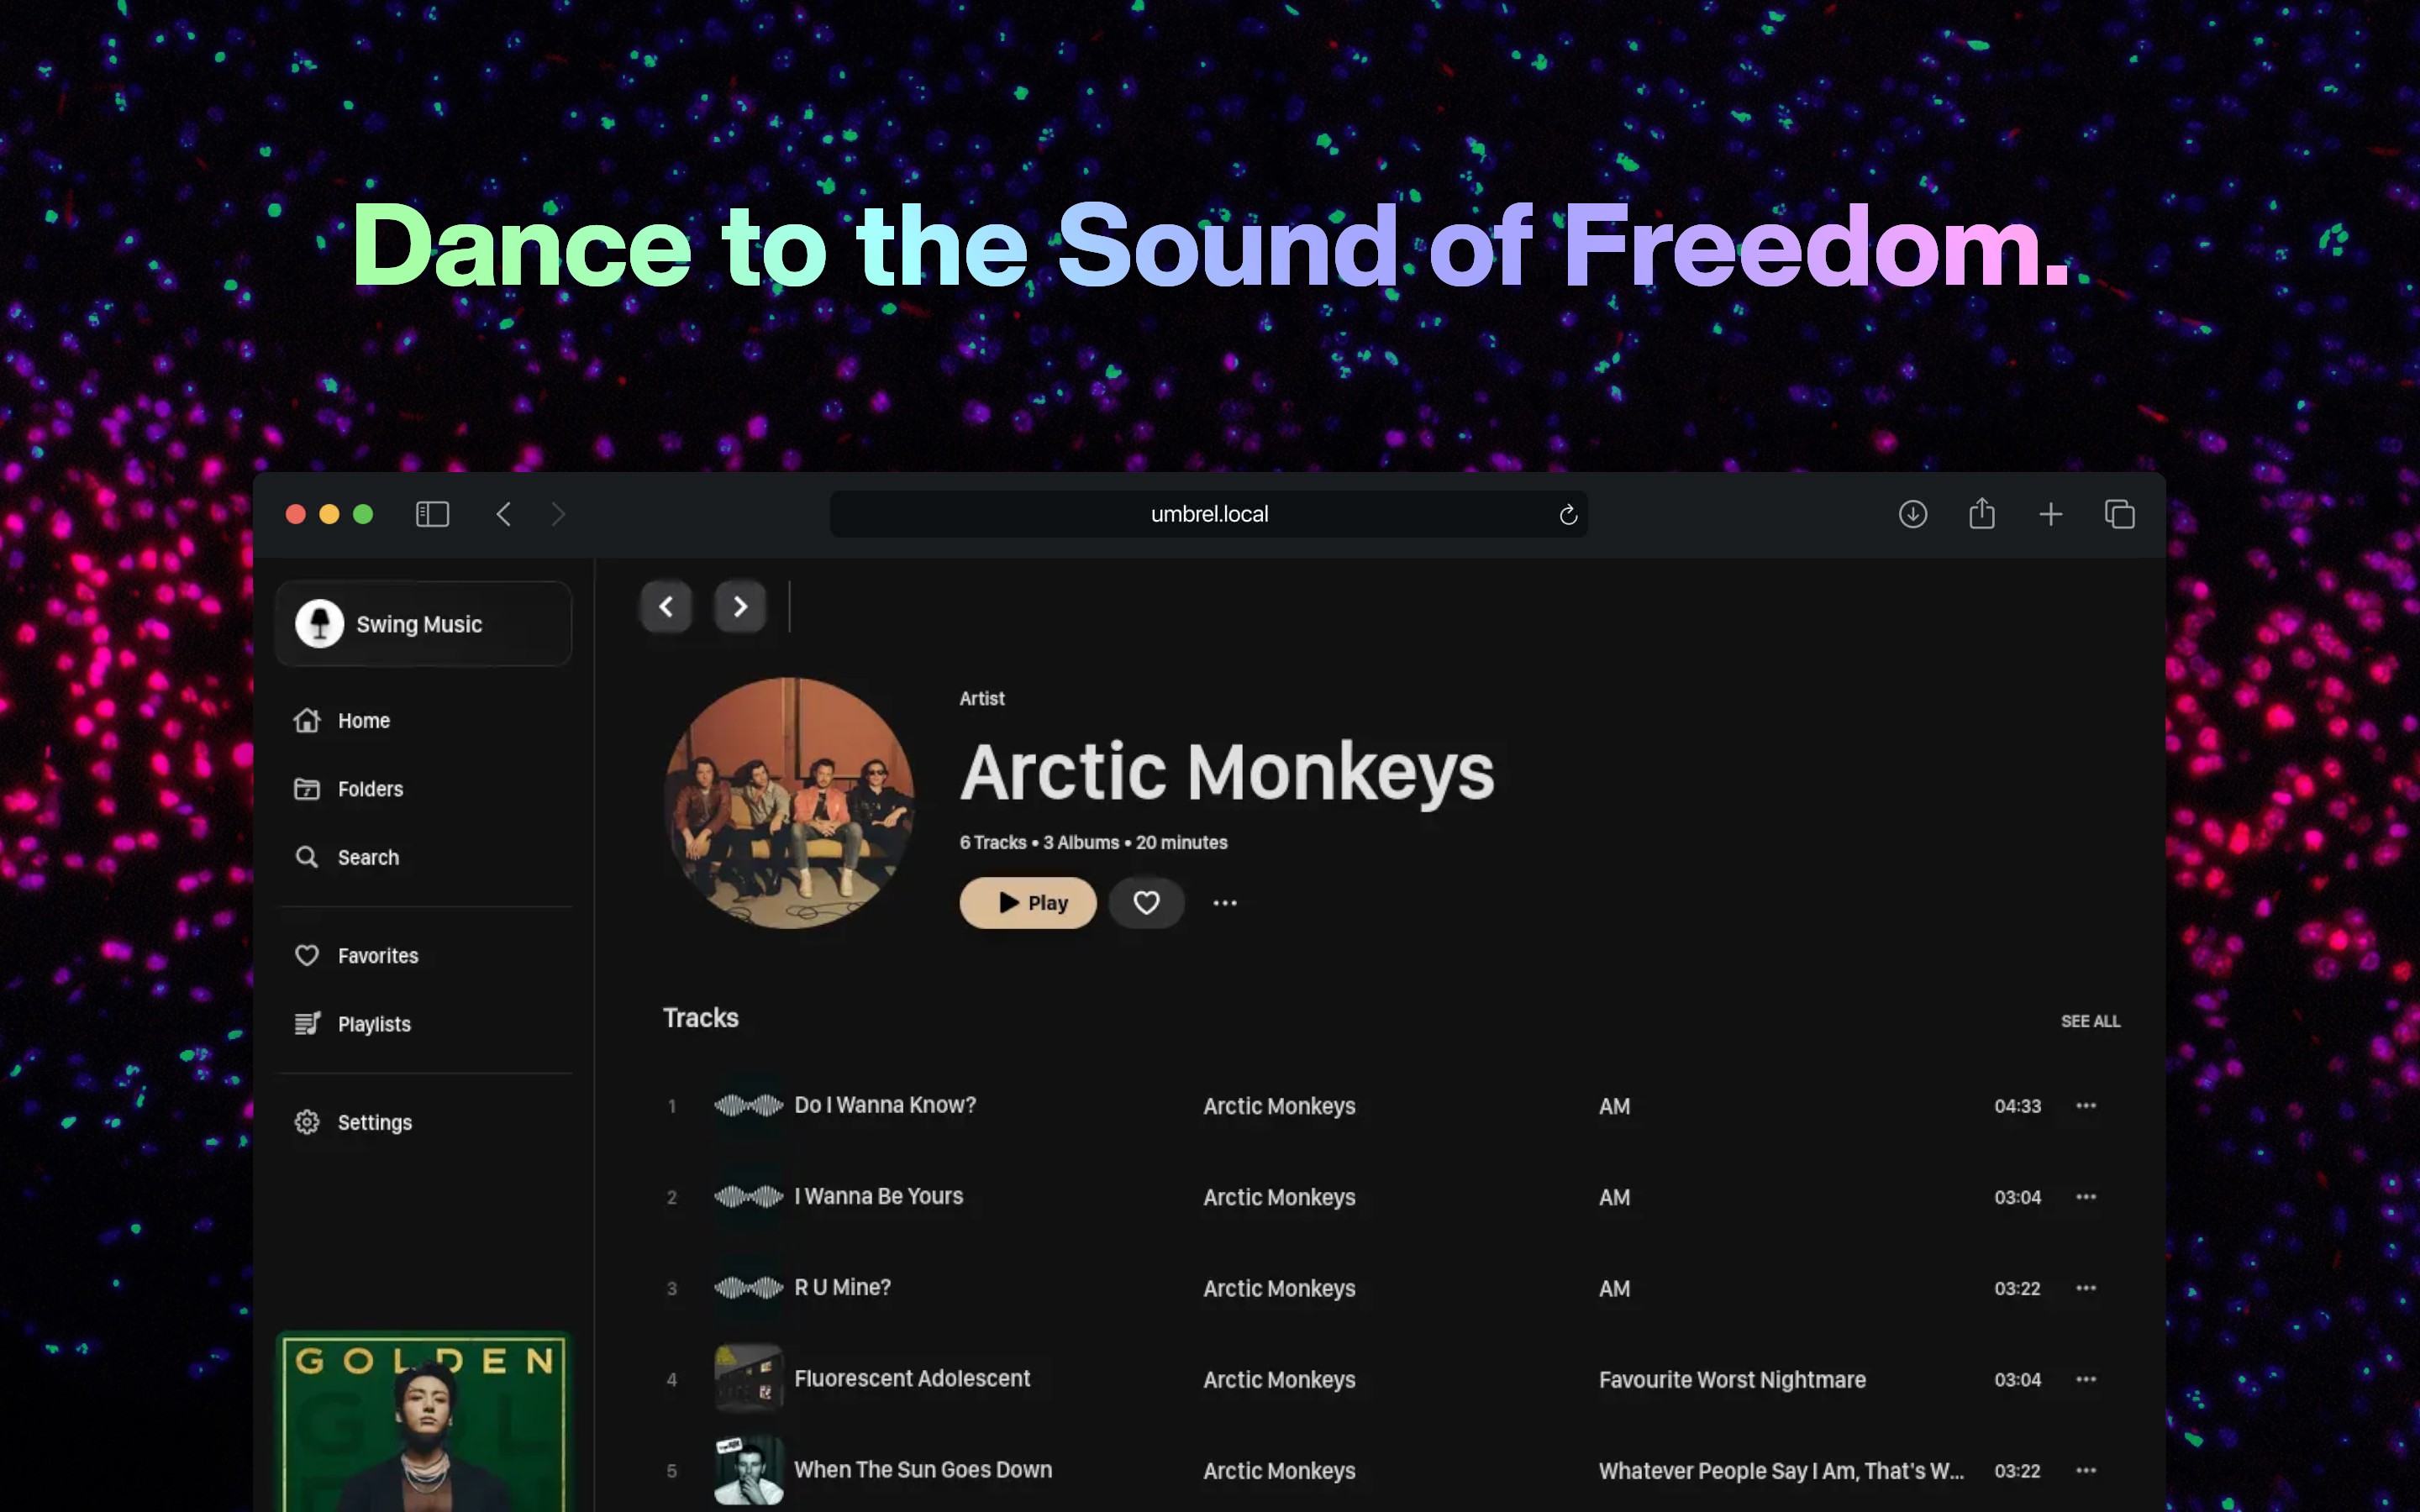 Dance to the Sound of Freedom.
umbrel.local
Swing Music
Home
Folders
Search
Favorites
Playlists
Settings
GOLDEN
Artist
Arctic Monkeys
6 Tracks • 3 Albums • 20 minutes
Play
Tracks
SEE ALL
1 Do I Wanna Know? Arctic Monkeys AM 04:33
2 I Wanna Be Yours Arctic Monkeys AM 03:04
3 R U Mine? Arctic Monkeys AM 03:22
4 Fluorescent Adolescent Arctic Monkeys Favourite Worst Nightmare 03:04
5 When The Sun Goes Down Arctic Monkeys Whatever People Say I Am, That's W... 03:22